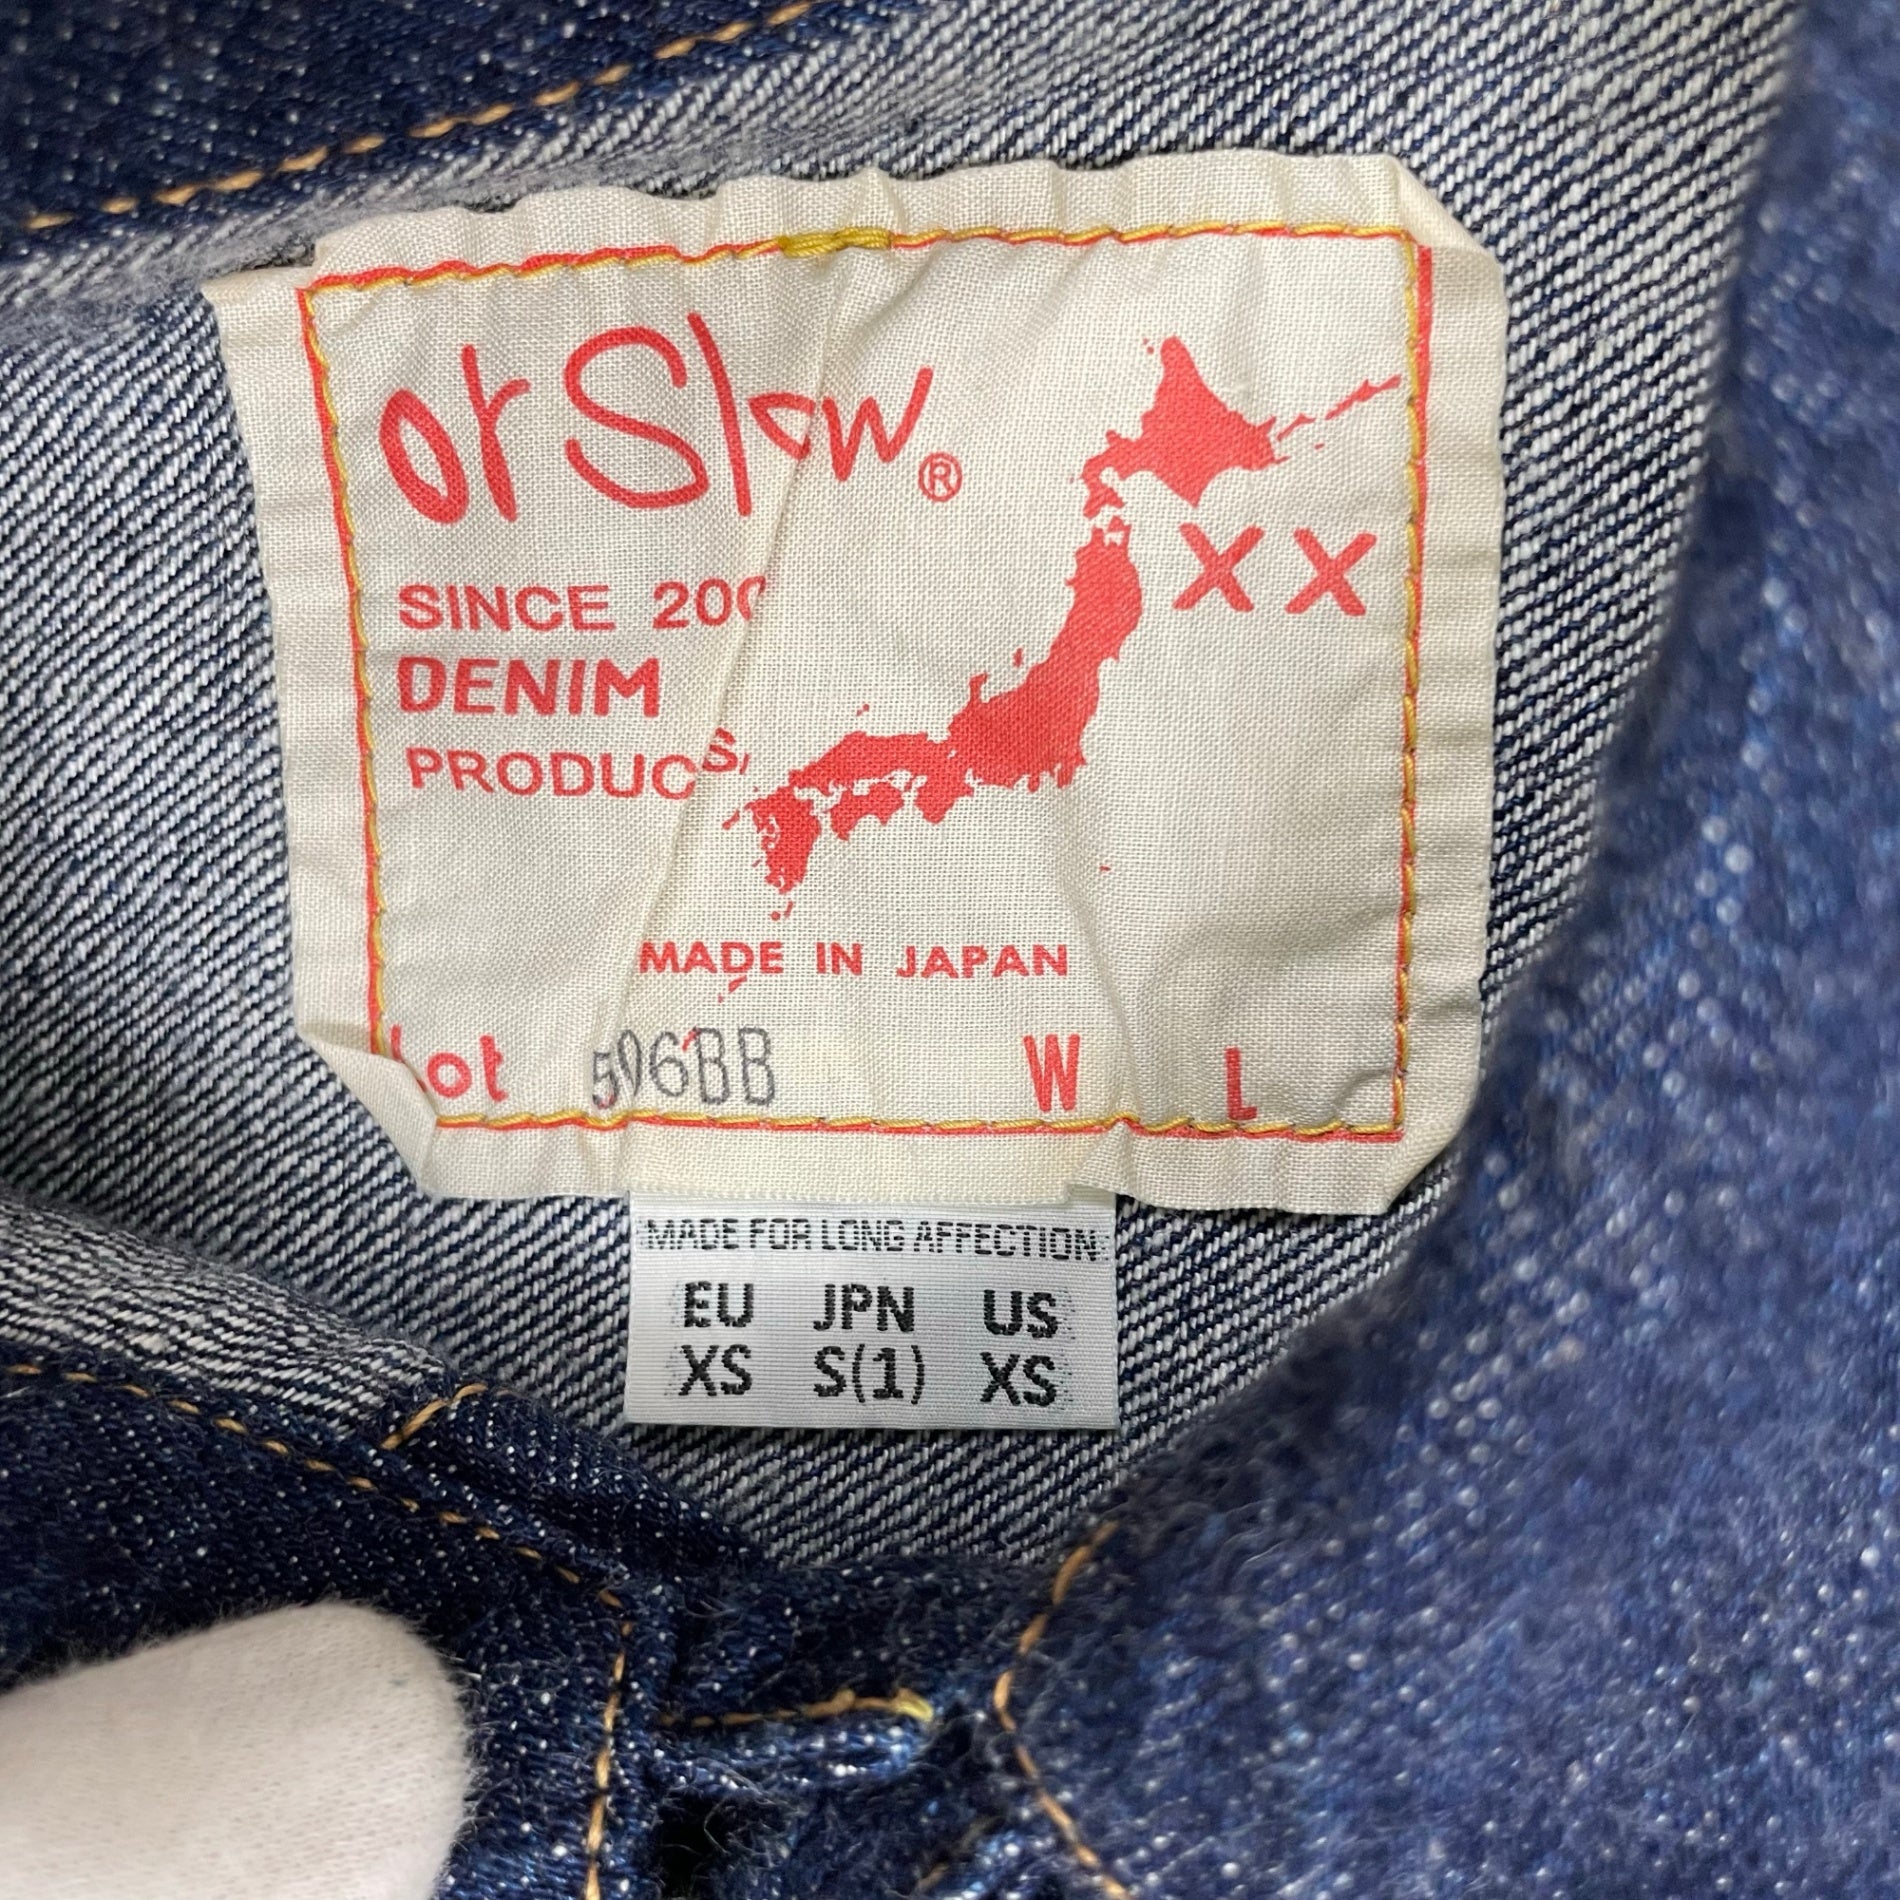 orSlow®
XX
SINCE 200
DENIM
PRODUC S,
MADE IN JAPAN
Lot 506BB W L
MADE FOR LONG AFFECTION
EU JPN US
XS S(1) XS